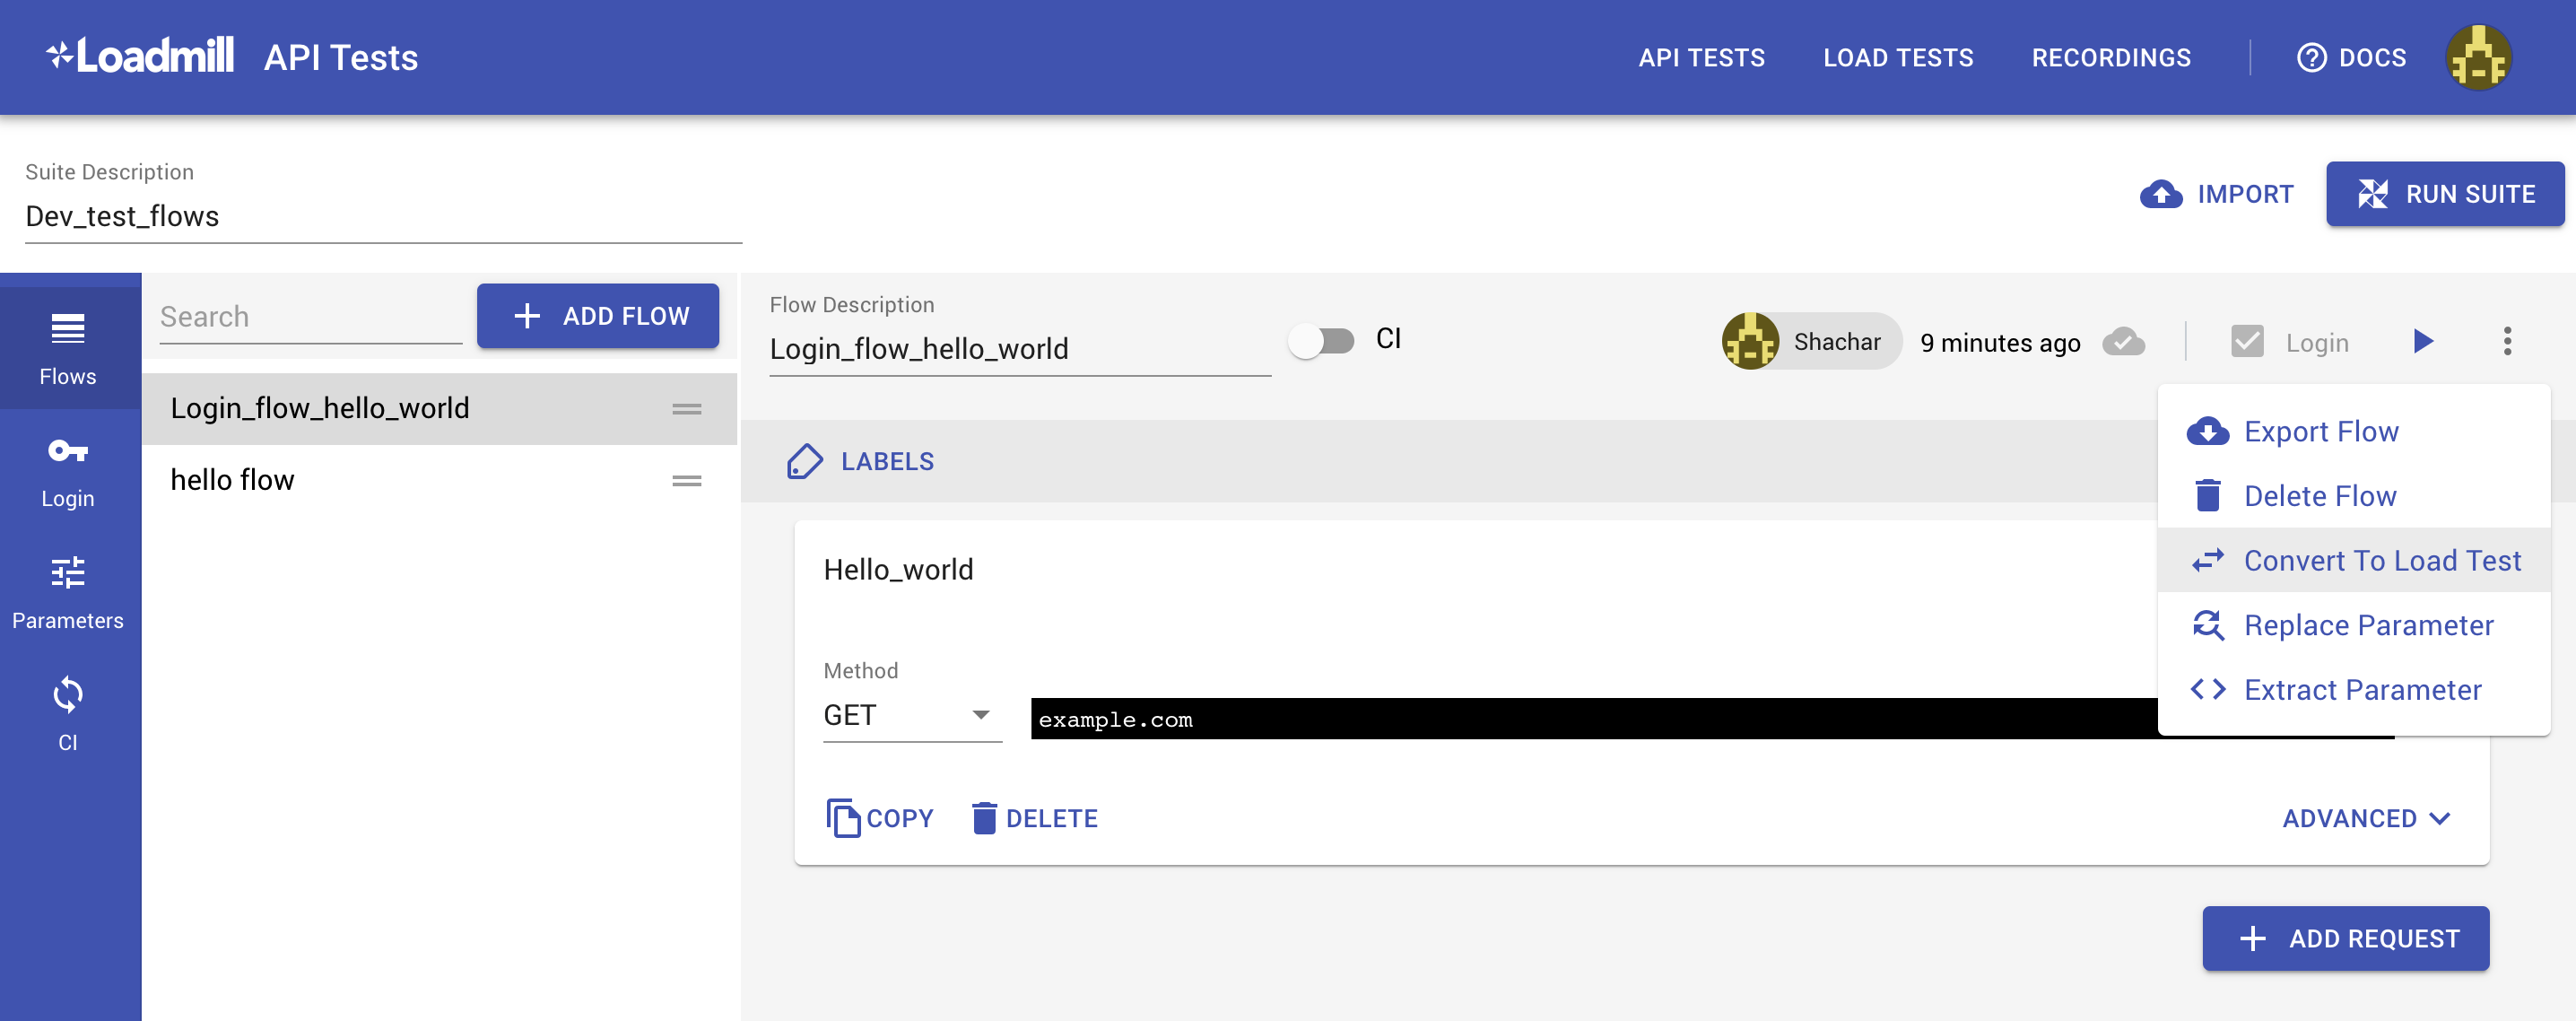 Loadmill API Tests API TESTS LOAD TESTS RECORDINGS DOCS
Suite Description
Dev_test_flows
IMPORT RUN SUITE
Flows
Login
Parameters
CI
Search ADD FLOW
Login_flow_hello_world
hello flow
Flow Description
Login_flow_hello_world
CI
Shachar 9 minutes ago Login
LABELS
Export Flow
Delete Flow
Convert To Load Test
Replace Parameter
Extract Parameter
Hello_world
Method
GET example.com
COPY DELETE ADVANCED
ADD REQUEST